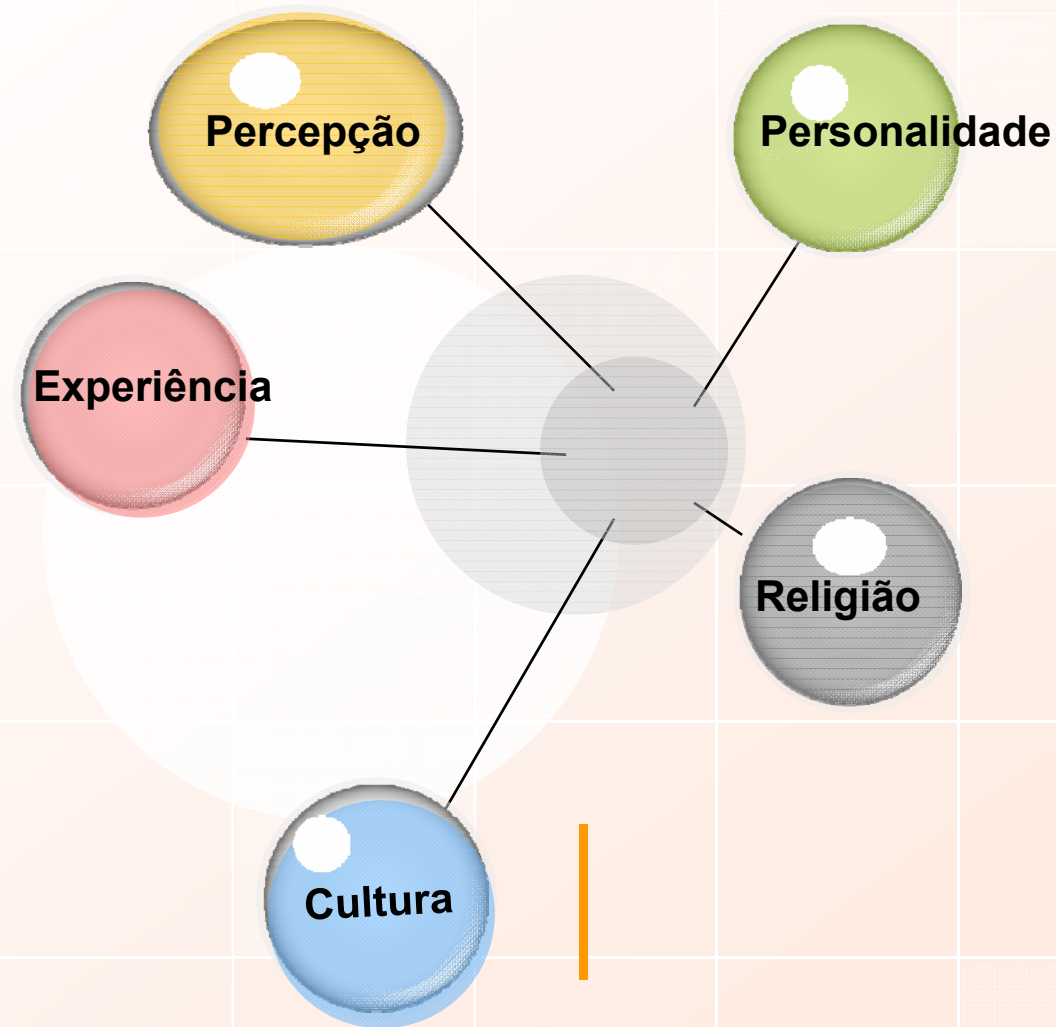 Percepção
Personalidade
Experiência
Religião
Cultura